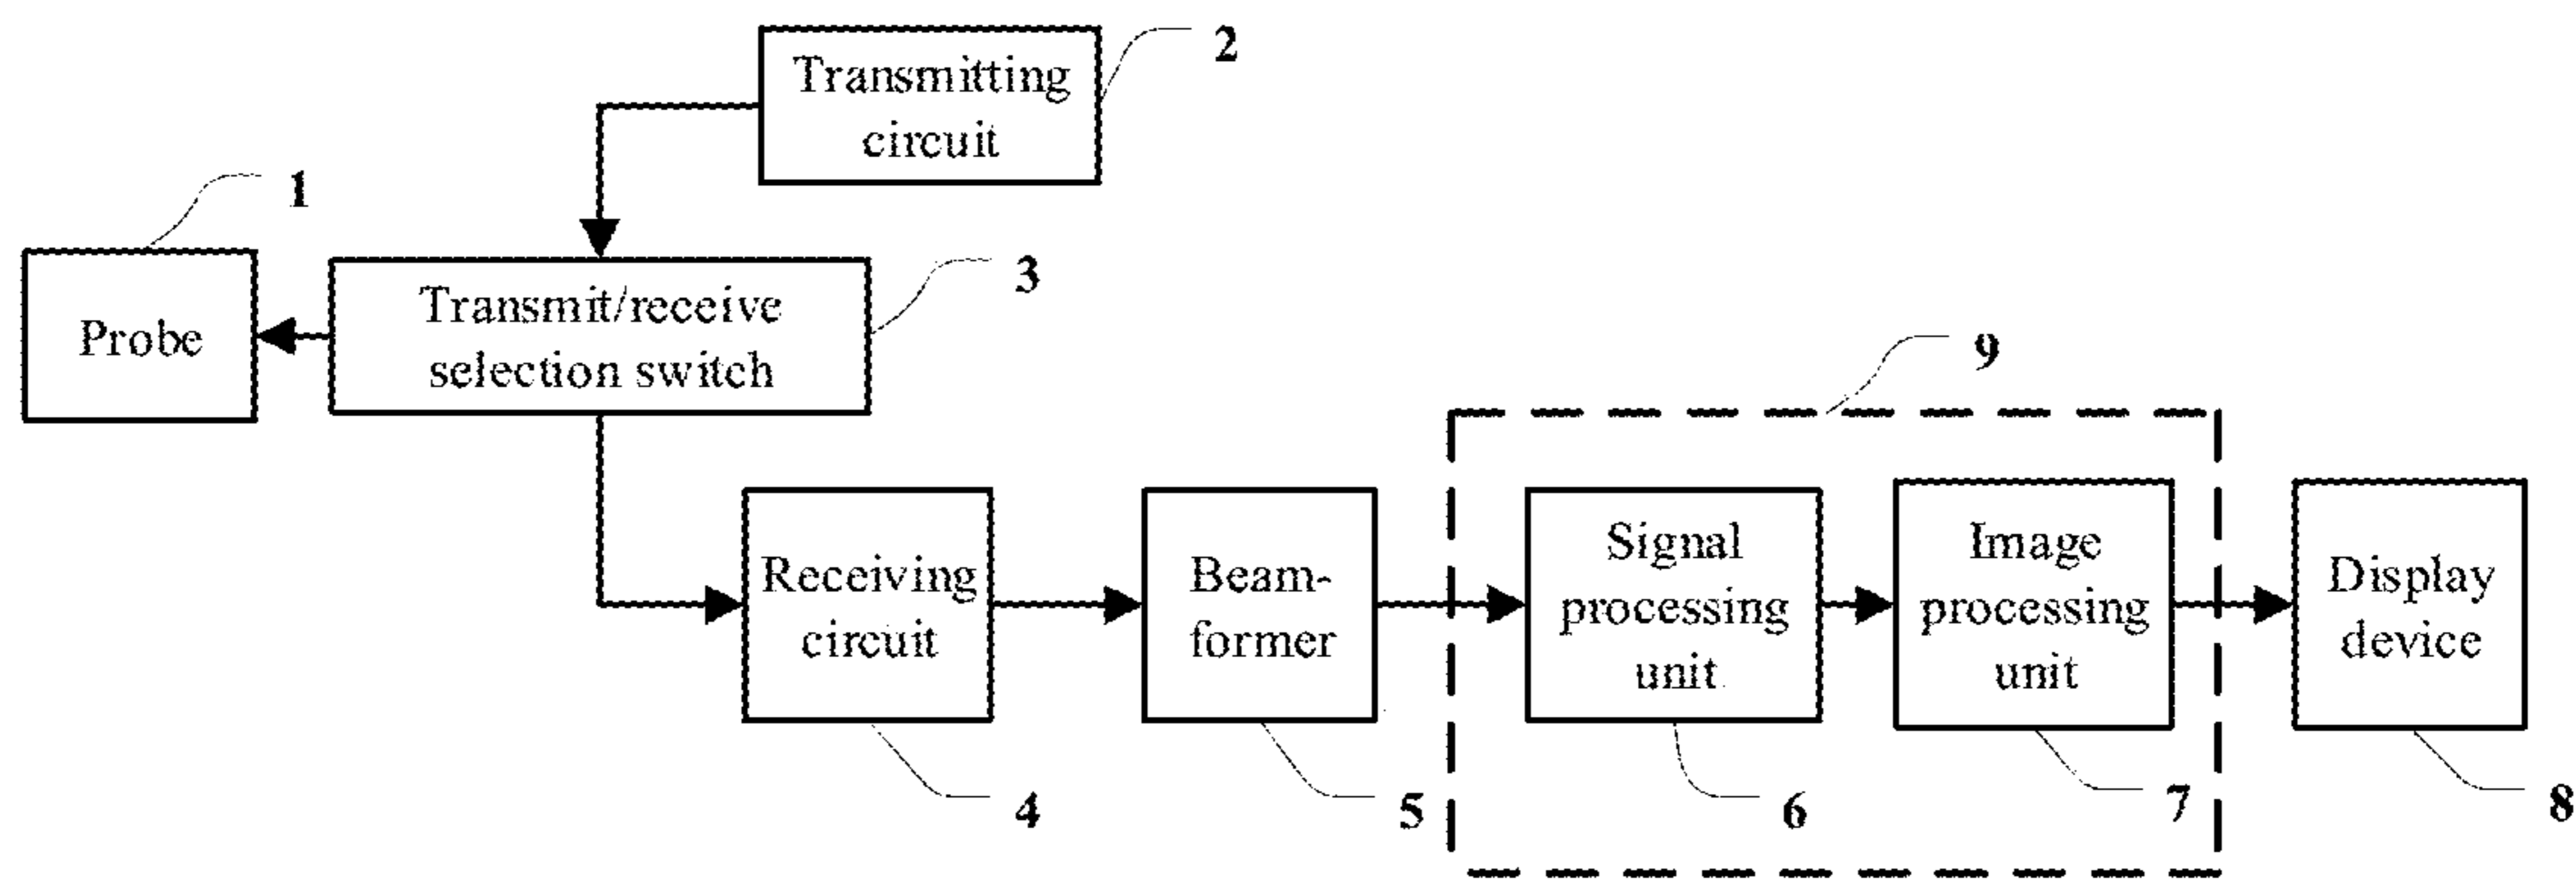 Transmitting
circuit
2
1
Probe
Transmit/receive
selection switch
3
9
Receiving
circuit
4
Beam-
former
5
Signal
processing
unit
6
Image
processing
unit
7
Display
device
8